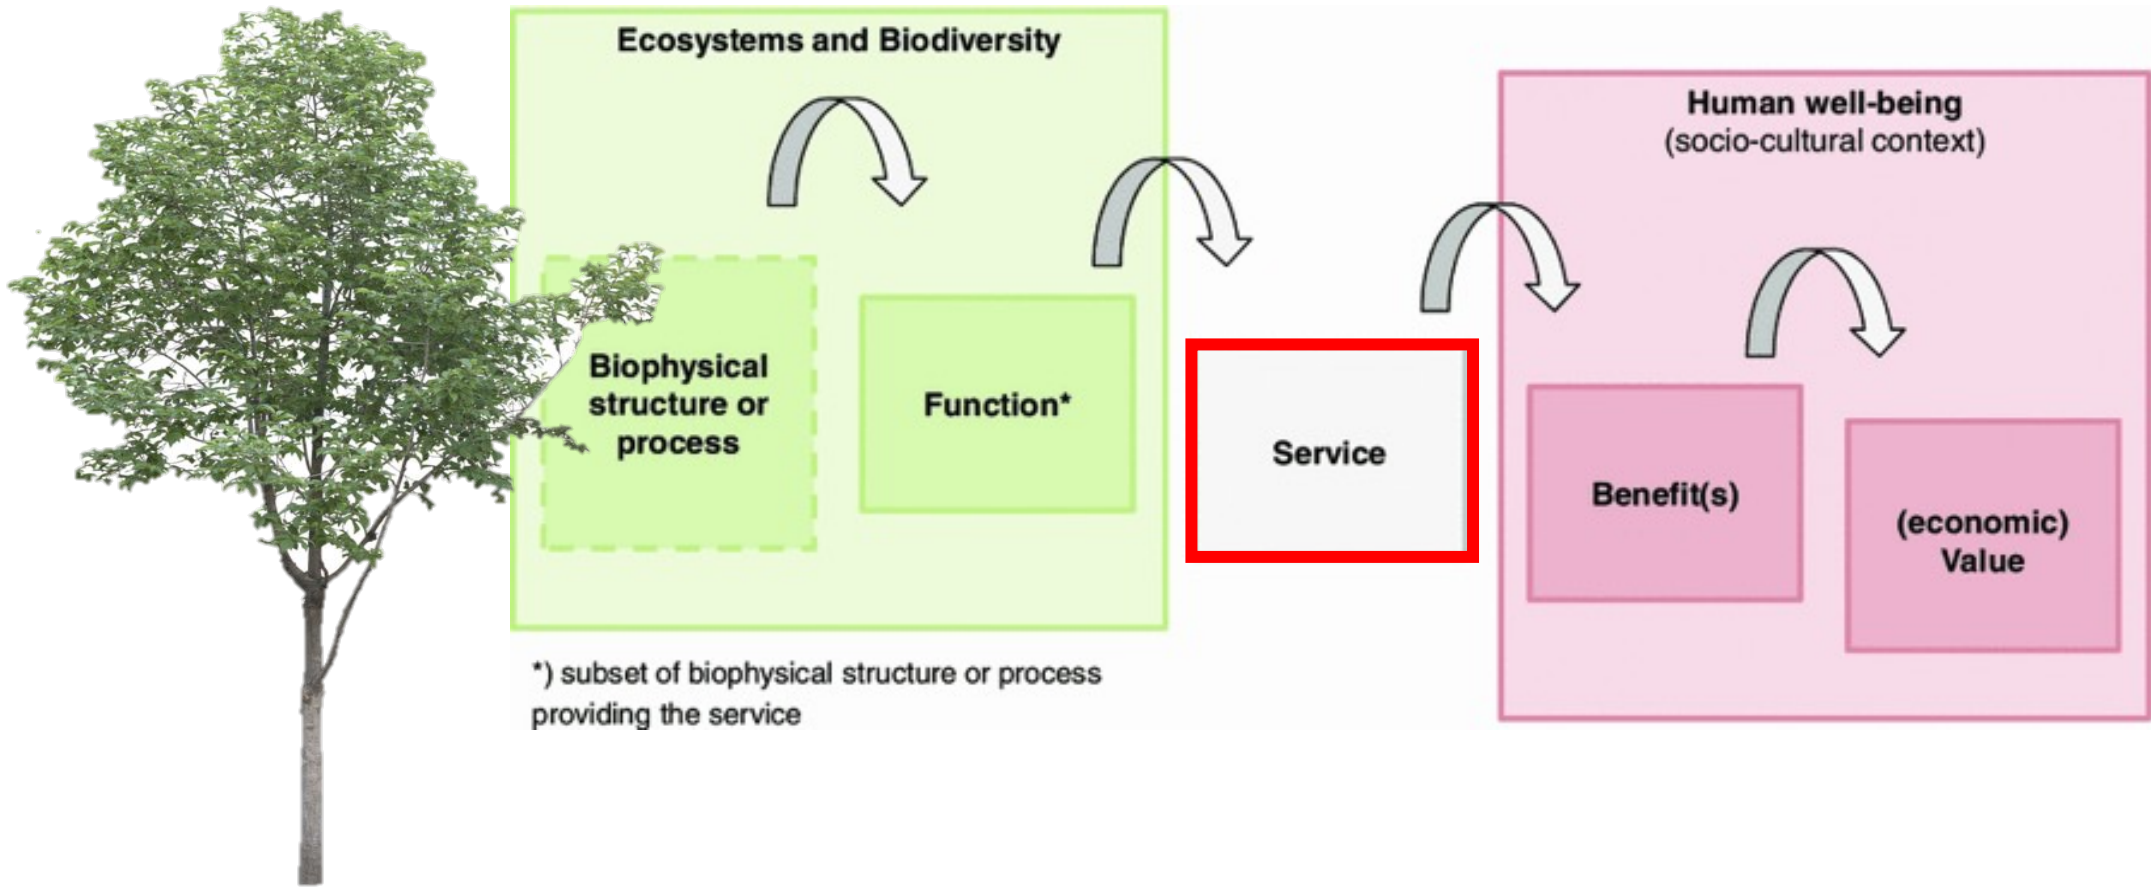 Ecosystems and Biodiversity
Biophysical
structure or
process
Function*
*) subset of biophysical structure or process
providing the service
Service
Human well-being
(socio-cultural context)
Benefit(s)
(economic)
Value